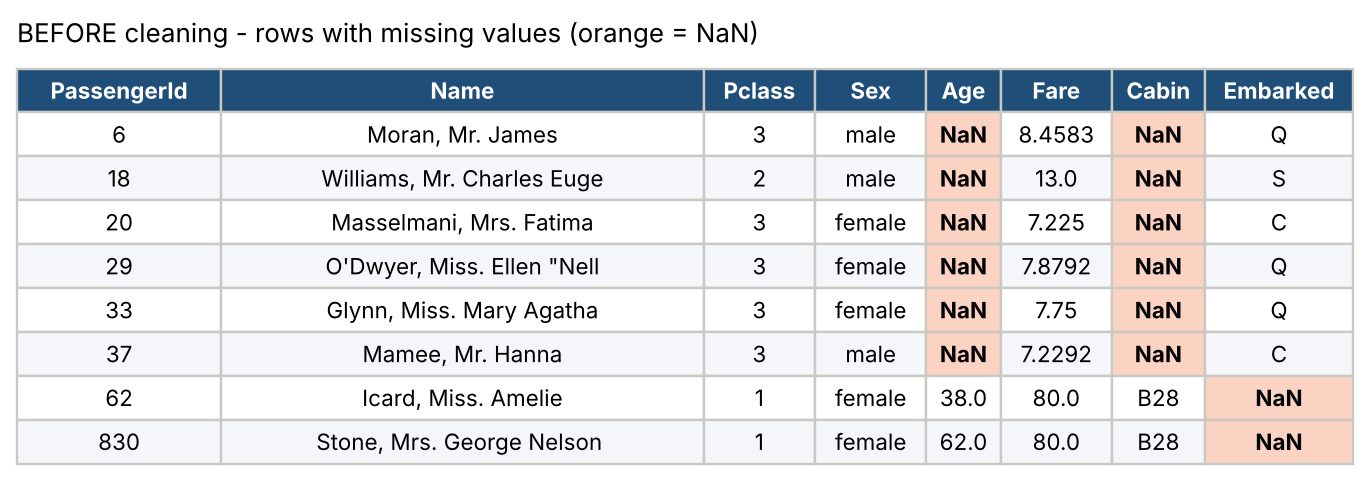 BEFORE cleaning - rows with missing values (orange = NaN)
PassengerId Name Pclass Sex Age Fare Cabin Embarked
6 Moran, Mr. James 3 male NaN 8.4583 NaN Q
18 Williams, Mr. Charles Euge 2 male NaN 13.0 NaN S
20 Masselmani, Mrs. Fatima 3 female NaN 7.225 NaN C
29 O'Dwyer, Miss. Ellen "Nell 3 female NaN 7.8792 NaN Q
33 Glynn, Miss. Mary Agatha 3 female NaN 7.75 NaN Q
37 Mamee, Mr. Hanna 3 male NaN 7.2292 NaN C
62 Icard, Miss. Amelie 1 female 38.0 80.0 B28 NaN
830 Stone, Mrs. George Nelson 1 female 62.0 80.0 B28 NaN